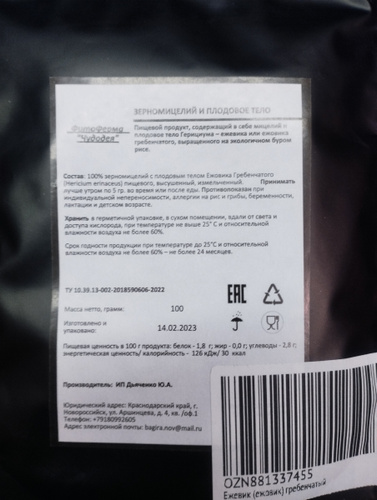 ЗЕРНОМИЦЕЛИЙ И ПЛОДОВОЕ ТЕЛО
ФитоФерма
"Чудодея"
Пищевой продукт, содержащий в себе мицелий и
плодовое тело Герициума – ежовика или ежовика
гребенчатого, выращенного на экологичном буром
рисе.
Состав: 100% зерномицелий с плодовым телом Ежовика Гребенчатого
(Hericium erinaceus) пищевого, высушенный, измельченный. Принимать
лучше утром по 5 гр. во время или после еды. Противопоказан при
индивидуальной непереносимости, аллергии на рис и грибы, беременности,
лактации и детском возрасте.
Хранить в герметичной упаковке, в сухом помещении, вдали от света и
доступа кислорода, при температуре не выше 25° С и относительной
влажности воздуха не более 60%.
Срок годности продукции при температуре до 25°С и относительной
влажности воздуха не более 60% – не более 24 месяцев.
ТУ 10.39.13-002-2018590606-2022
Масса нетто, грамм: 100
EAC
Изготовлено и
упаковано: 14.02.2023
Пищевая ценность в 100 г продукта: белок - 1,8 г; жир - 0,0 г; углеводы - 2,8 г;
энергетическая ценность/ калорийность - 126 кДж/ 30 ккал
Производитель: ИП Дьяченко Ю.А.
Юридический адрес: Краснодарский край, г.
Новороссийск, ул. Аршинцева, д. 4, кв. /оф.1
Телефон: +79180992605
Адрес электронной почты: bagira.nov@mail.ru
OZN881337455
Ежевик (ежовик) гребенчатый